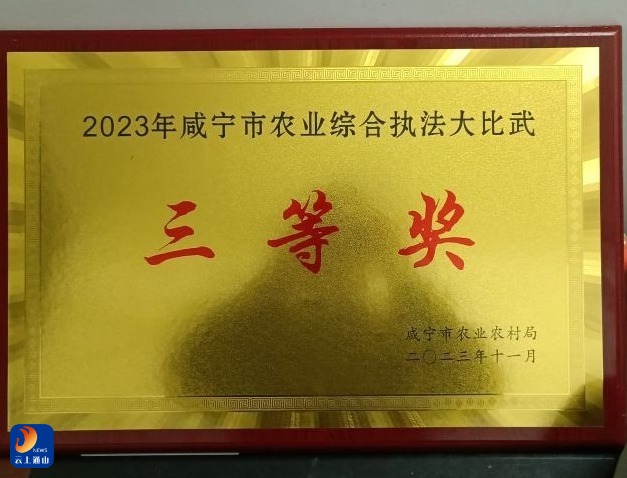 2023年咸宁市农业综合执法大比武
三等奖
咸宁市农业农村局
二〇二三年十一月
NEWS
云上通山